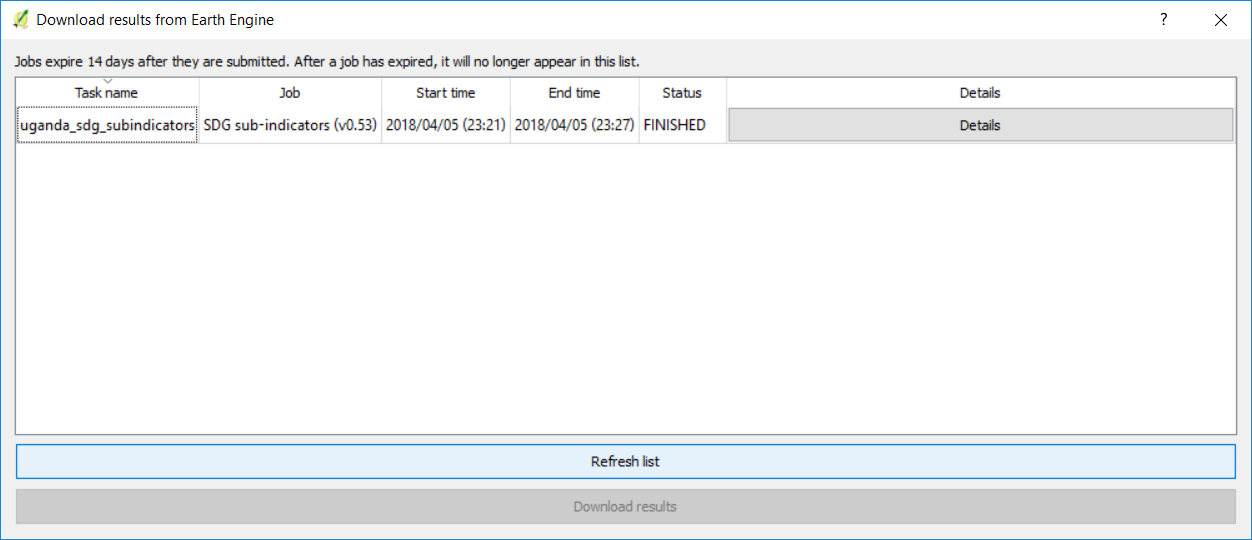 Download results from Earth Engine
?
Jobs expire 14 days after they are submitted. After a job has expired, it will no longer appear in this list.
Task name Job Start time End time Status Details
uganda_sdg_subindicators SDG sub-indicators (v0.53) 2018/04/05 (23:21) 2018/04/05 (23:27) FINISHED Details
Refresh list
Download results